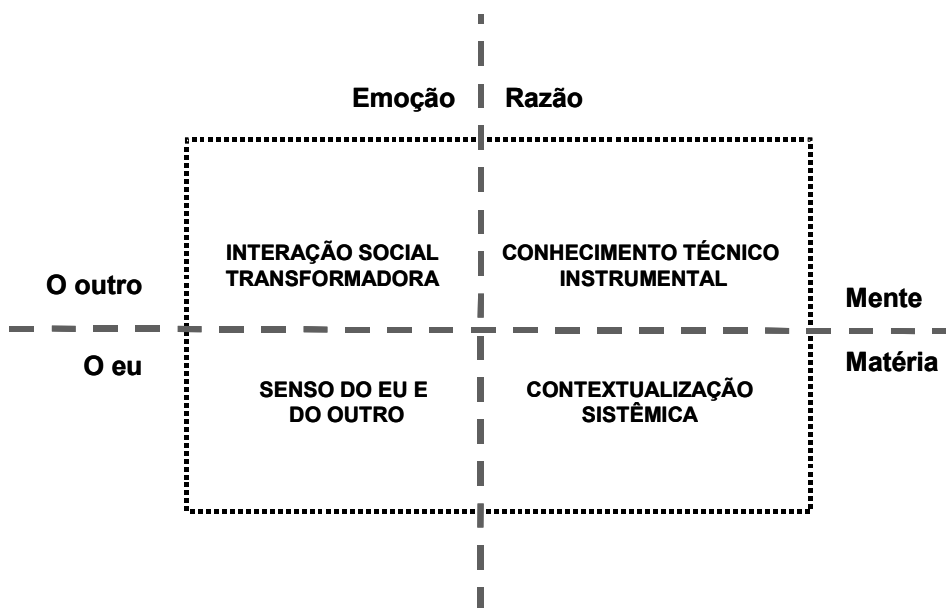 Emoção Razão
INTERAÇÃO SOCIAL
TRANSFORMADORA
CONHECIMENTO TÉCNICO
INSTRUMENTAL
O outro
Mente
O eu
Matéria
SENSO DO EU E
DO OUTRO
CONTEXTUALIZAÇÃO
SISTÊMICA